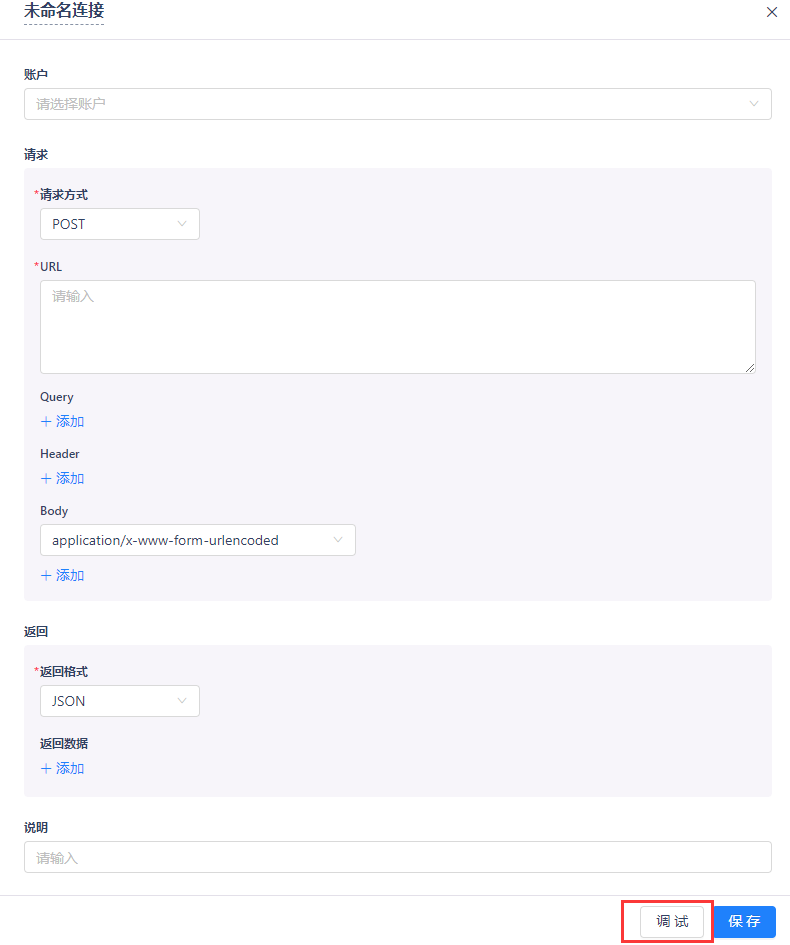 未命名连接
账户
请选择账户
请求
*请求方式
POST
*URL
请输入
Query
+ 添加
Header
+ 添加
Body
application/x-www-form-urlencoded
+ 添加
返回
*返回格式
JSON
返回数据
+ 添加
说明
请输入
调 试 保 存